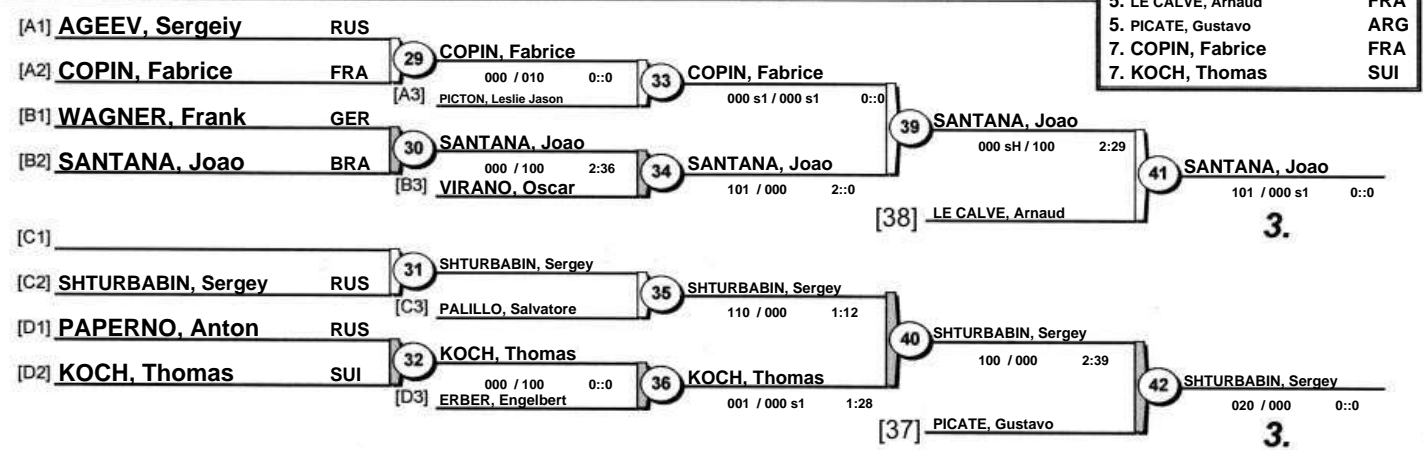 5. LE CALVE, Arnaud FRA
5. PICATE, Gustavo ARG
7. COPIN, Fabrice FRA
7. KOCH, Thomas SUI
[A1] AGEEV, Sergeiy RUS
29
COPIN, Fabrice
000 / 010 0::0
[A2] COPIN, Fabrice FRA
[A3] PICTON, Leslie Jason
33
COPIN, Fabrice
000 s1 / 000 s1 0::0
[B1] WAGNER, Frank GER
30
SANTANA, Joao
000 / 100 2:36
[B2] SANTANA, Joao BRA
[B3] VIRANO, Oscar
34
SANTANA, Joao
101 / 000 2::0
39
SANTANA, Joao
000 sH / 100 2:29
[38] LE CALVE, Arnaud
41
SANTANA, Joao
101 / 000 s1 0::0
3.
[C1]
31
SHTURBABIN, Sergey
[C2] SHTURBABIN, Sergey RUS
[C3] PALILLO, Salvatore
35
SHTURBABIN, Sergey
110 / 000 1:12
[D1] PAPERNO, Anton RUS
32
KOCH, Thomas
000 / 100 0::0
[D2] KOCH, Thomas SUI
[D3] ERBER, Engelbert
36
KOCH, Thomas
001 / 000 s1 1:28
40
SHTURBABIN, Sergey
100 / 000 2:39
[37] PICATE, Gustavo
42
SHTURBABIN, Sergey
020 / 000 0::0
3.